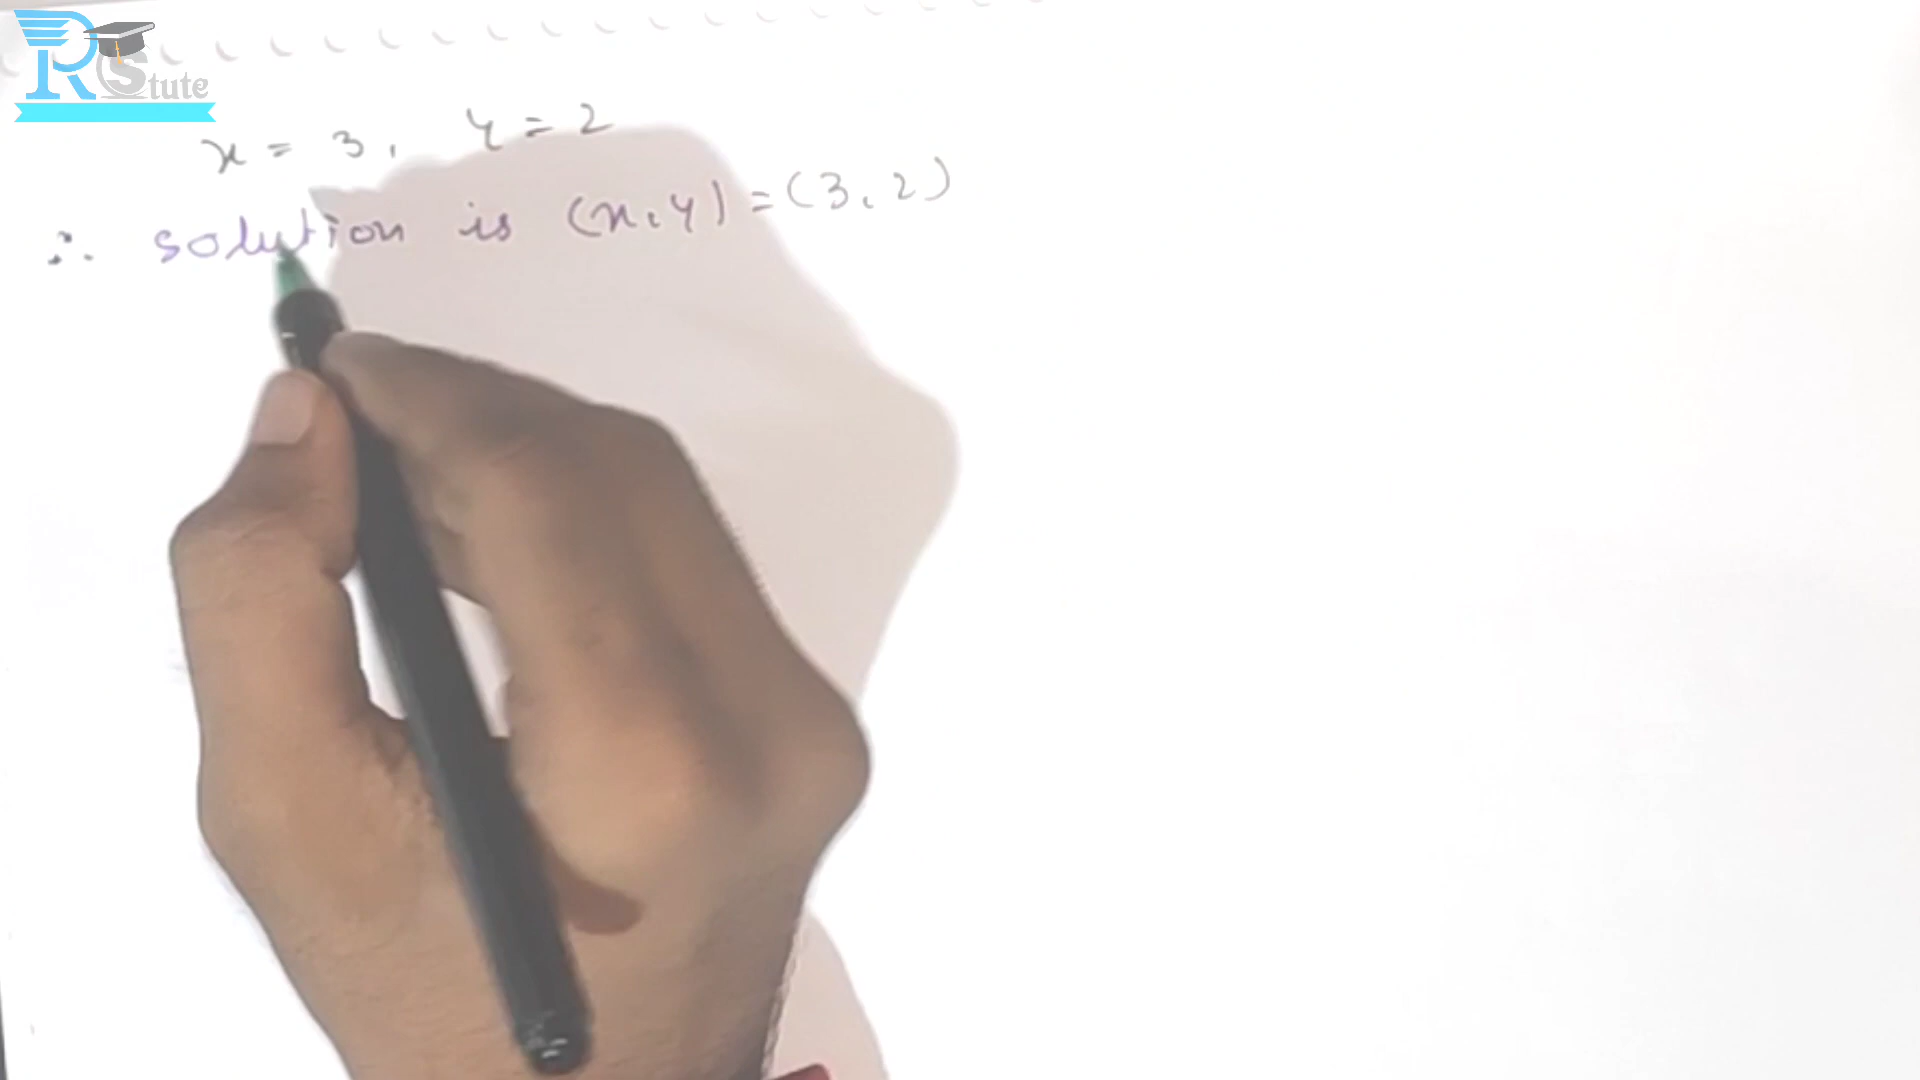 RStute
x = 3, y = 2
∴ solution is (x, y) = (3, 2)